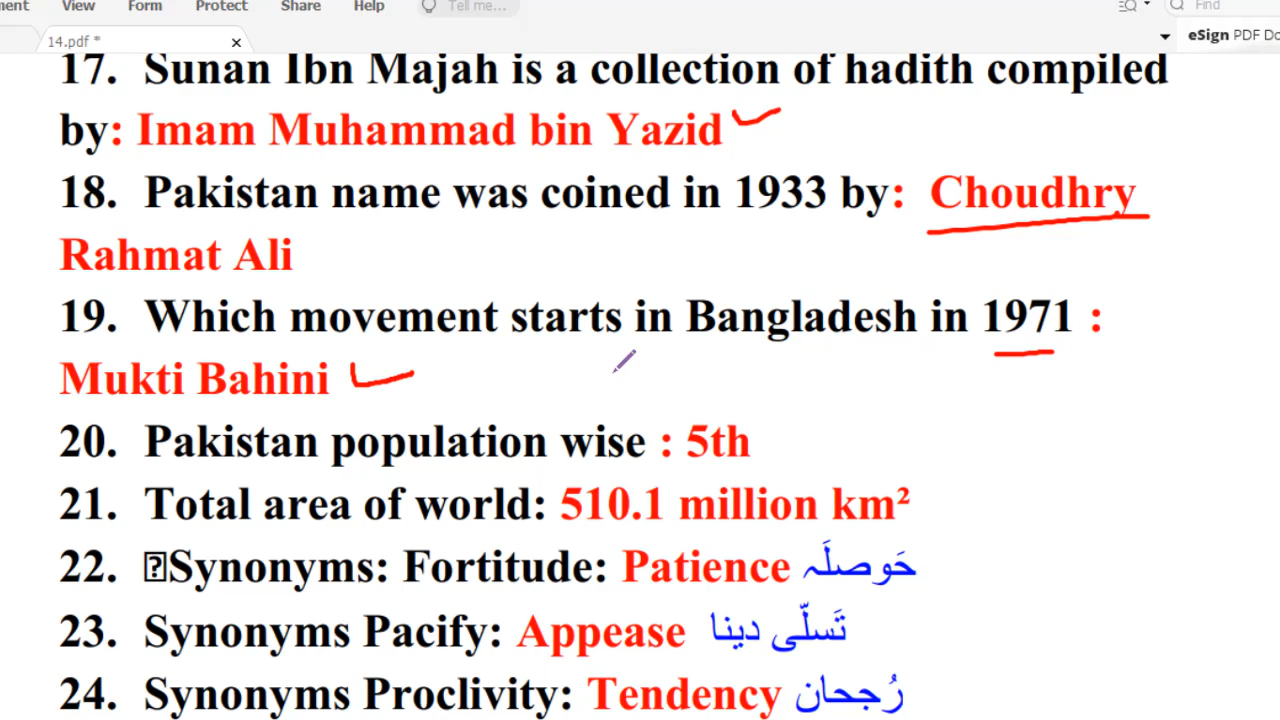 ment View Form Protect Share Help Tell me... Find
14.pdf * × eSign PDF Do
17. Sunan Ibn Majah is a collection of hadith compiled
by: Imam Muhammad bin Yazid
18. Pakistan name was coined in 1933 by: Choudhry
Rahmat Ali
19. Which movement starts in Bangladesh in 1971 :
Mukti Bahini
20. Pakistan population wise : 5th
21. Total area of world: 510.1 million km²
22. Synonyms: Fortitude: Patience حَوصلَہ
23. Synonyms Pacify: Appease تَسلّی دینا
24. Synonyms Proclivity: Tendency رُجحان